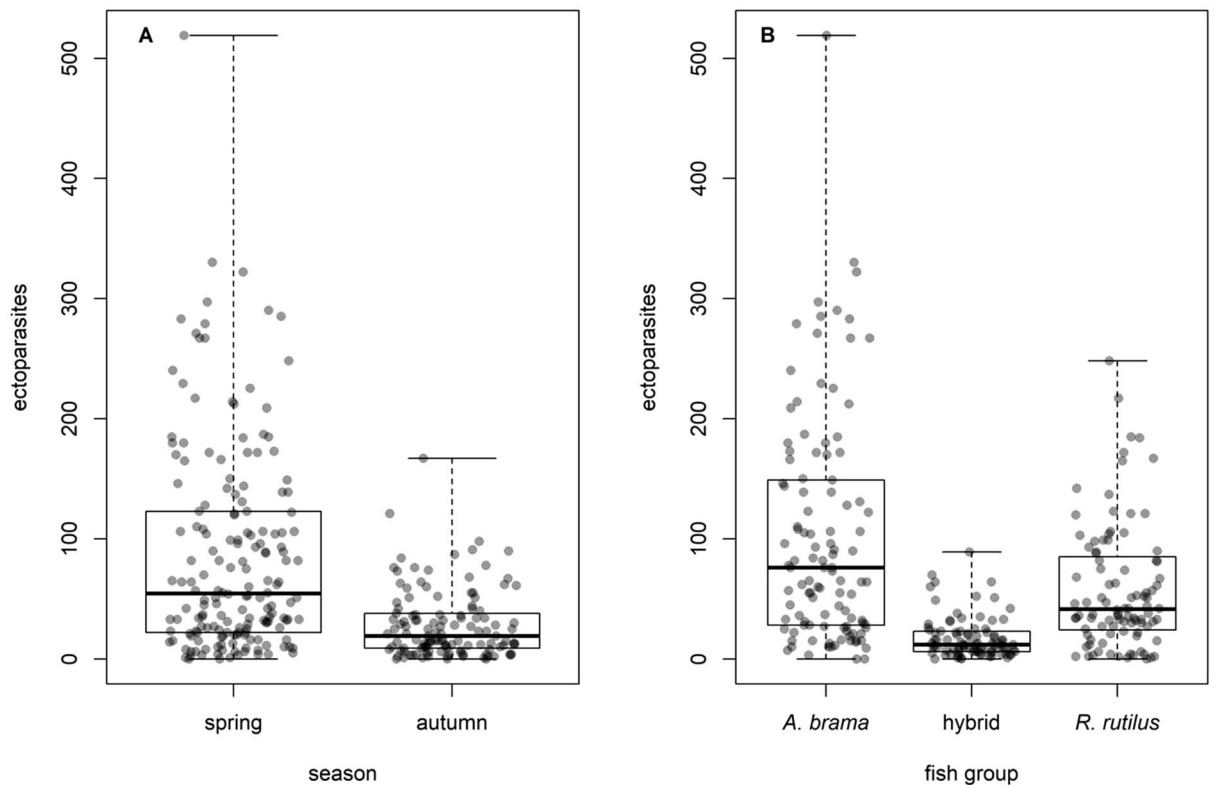 A
ectoparasites
500
400
300
200
100
0
spring autumn
season
B
ectoparasites
500
400
300
200
100
0
A. brama hybrid R. rutilus
fish group